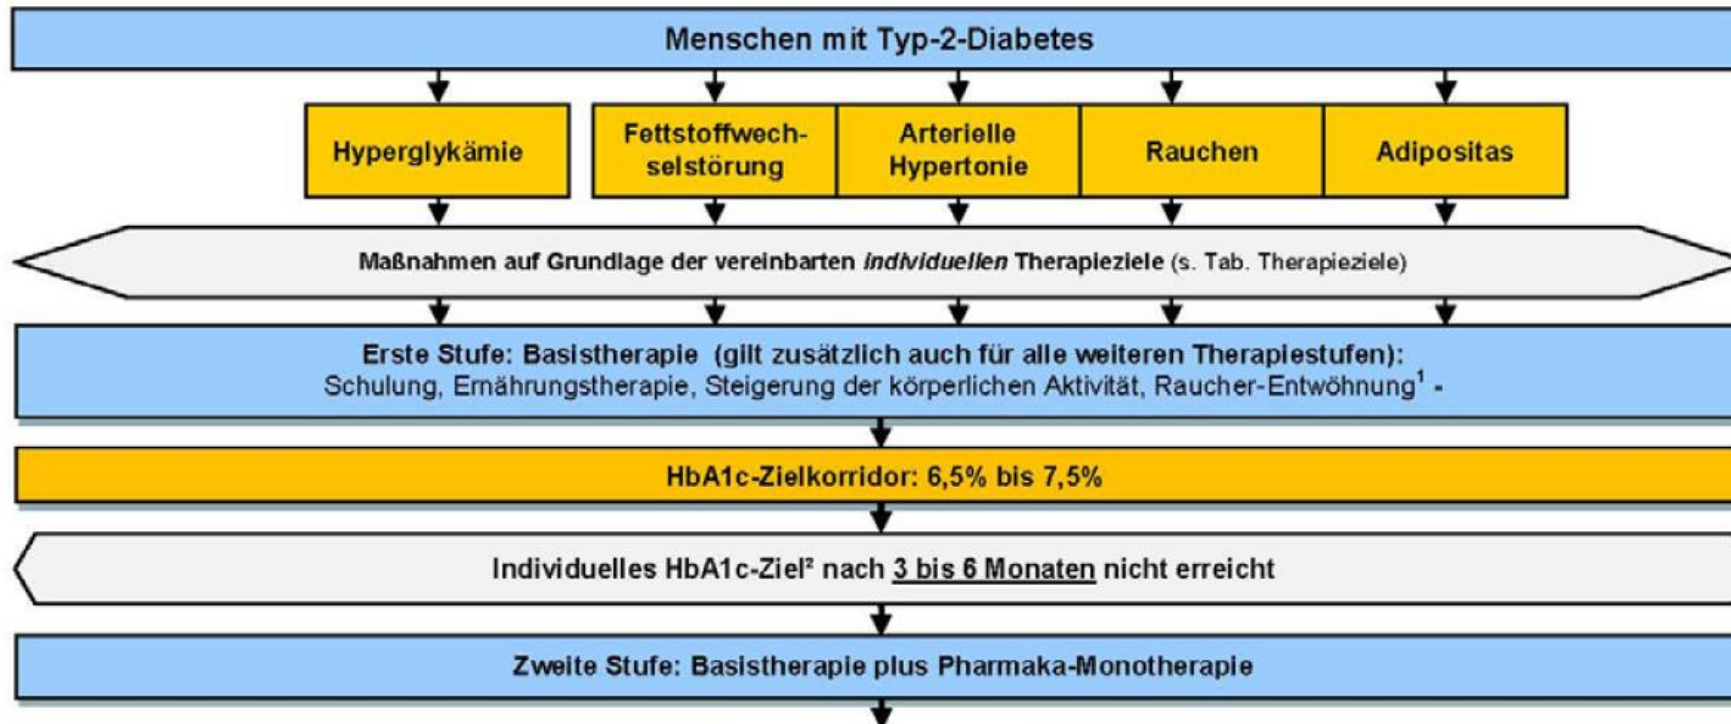 Menschen mit Typ-2-Diabetes
Hyperglykämie
Fettstoffwech-
selstörung
Arterielle
Hypertonie
Rauchen
Adipositas
Maßnahmen auf Grundlage der vereinbarten individuellen Therapieziele (s. Tab. Therapieziele)
Erste Stufe: Basistherapie (gilt zusätzlich auch für alle weiteren Therapiestufen):
Schulung, Ernährungstherapie, Steigerung der körperlichen Aktivität, Raucher-Entwöhnung¹ -
HbA1c-Zielkorridor: 6,5% bis 7,5%
Individuelles HbA1c-Ziel² nach 3 bis 6 Monaten nicht erreicht
Zweite Stufe: Basistherapie plus Pharmaka-Monotherapie